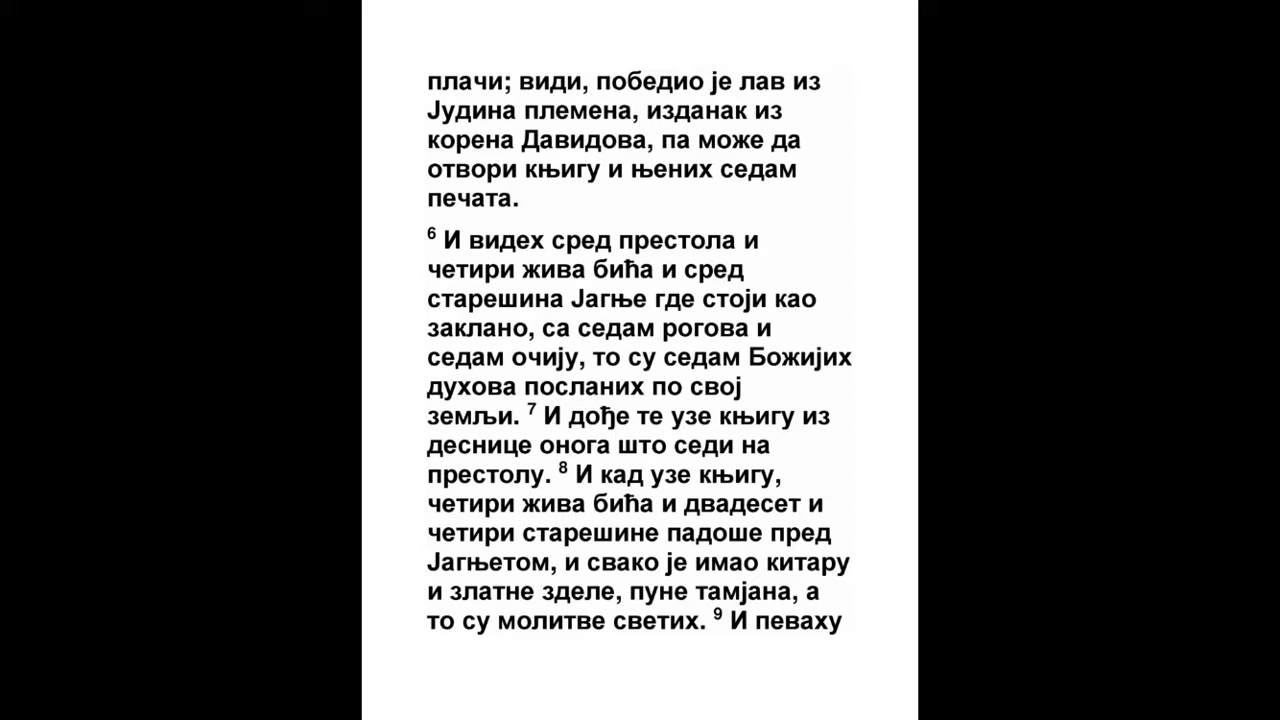 плачи; види, победио је лав из
Јудина племена, изданак из
корена Давидова, па може да
отвори књигу и њених седам
печата.
6 И видех сред престола и
четири жива бића и сред
старешина Јагње где стоји као
заклано, са седам рогова и
седам очију, то су седам Божијих
духова посланих по свој
земљи. 7 И дође те узе књигу из
деснице онога што седи на
престолу. 8 И кад узе књигу,
четири жива бића и двадесет и
четири старешине падоше пред
Јагњетом, и свако је имао китару
и златне зделе, пуне тамјана, а
то су молитве светих. 9 И певаху